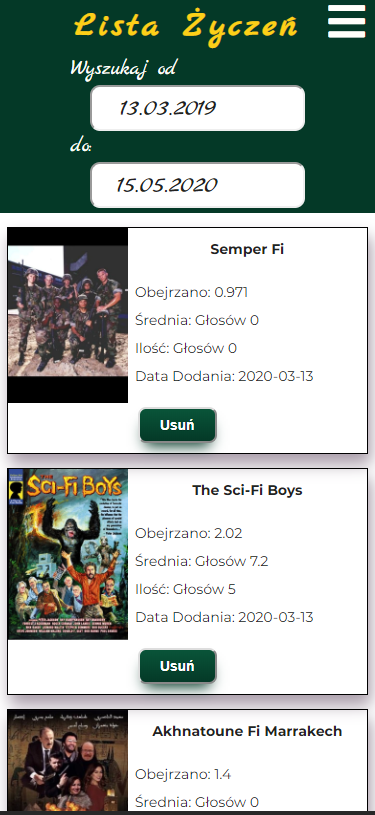 Lista Życzeń
Wyszukaj od
13.03.2019
do:
15.05.2020
Semper Fi
Obejrzano: 0.971
Średnia: Głosów 0
Ilość: Głosów 0
Data Dodania: 2020-03-13
Usuń
THE
SCI-FI BOYS
The Sci-Fi Boys
Obejrzano: 2.02
Średnia: Głosów 7.2
Ilość: Głosów 5
Data Dodania: 2020-03-13
Usuń
Akhnatoune Fi Marrakech
Obejrzano: 1.4
Średnia: Głosów 0